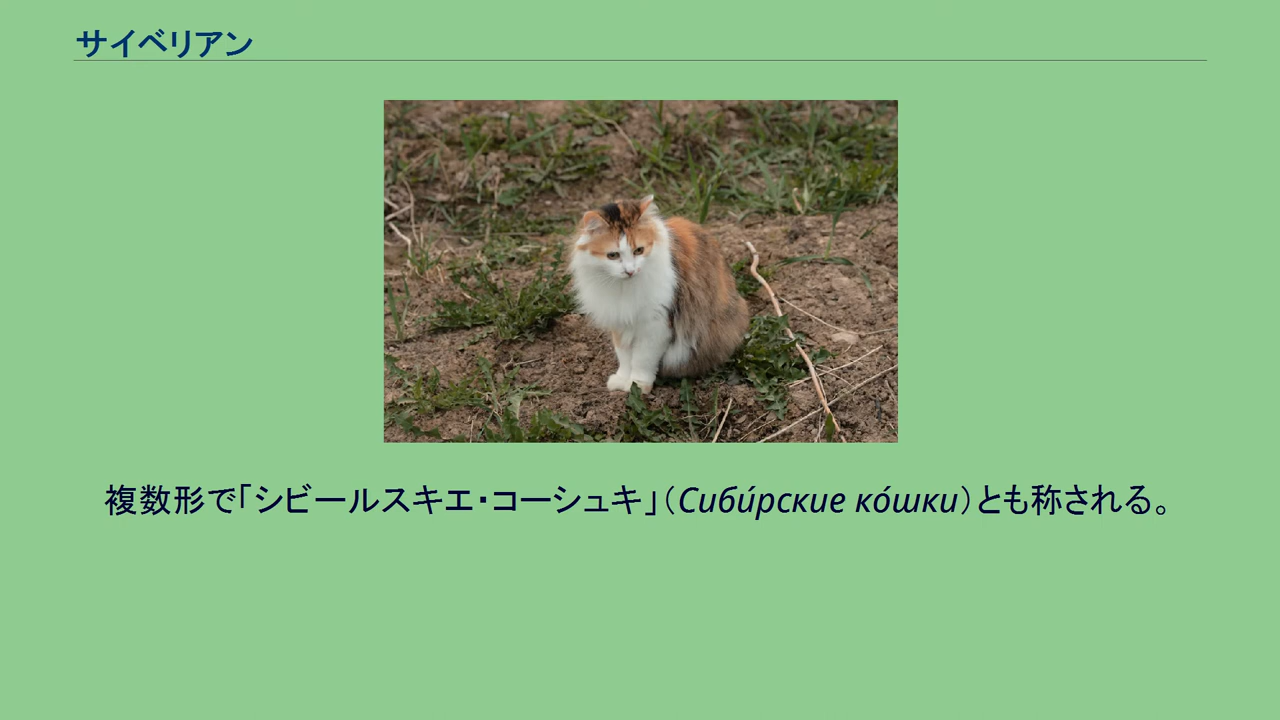 サイベリアン
複数形で「シビールスキエ・コーシュキ」（Сиби́рские ко́шки）とも称される。